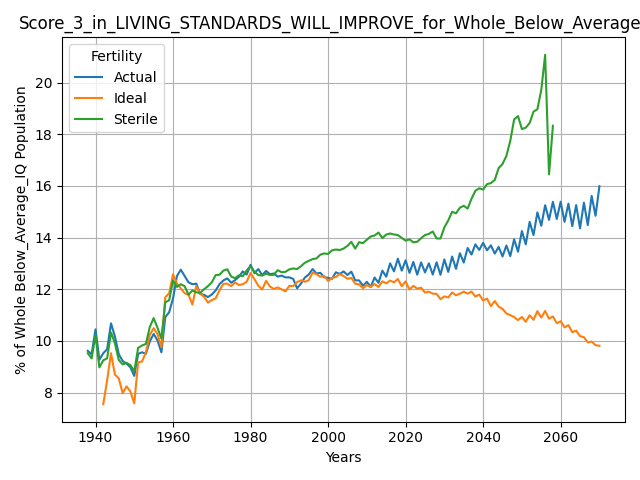 Score_3_in_LIVING_STANDARDS_WILL_IMPROVE_for_Whole_Below_Average
Fertility
Actual
Ideal
Sterile
% of Whole Below_Average_IQ Population
20
18
16
14
12
10
8
1940 1960 1980 2000 2020 2040 2060
Years